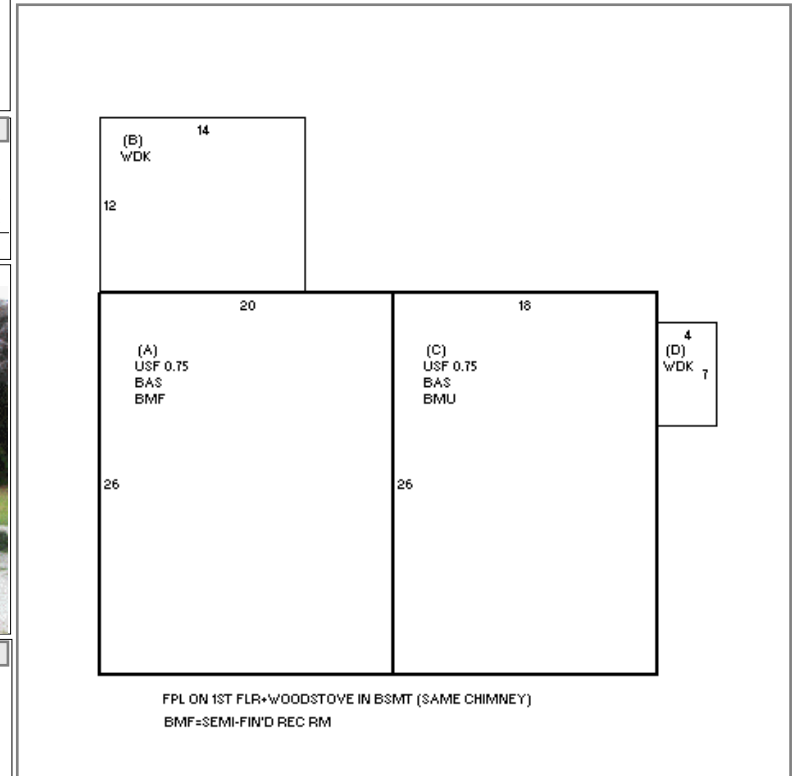 14
(B)
WDK
12
20
18
4
(A)
(C)
(D)
USF 0.75
USF 0.75
WDK
7
BAS
BAS
BMF
BMU
26
26
FPL ON 1ST FLR+WOODSTOVE IN BSMT (SAME CHIMNEY)
BMF=SEMI-FIN'D REC RM